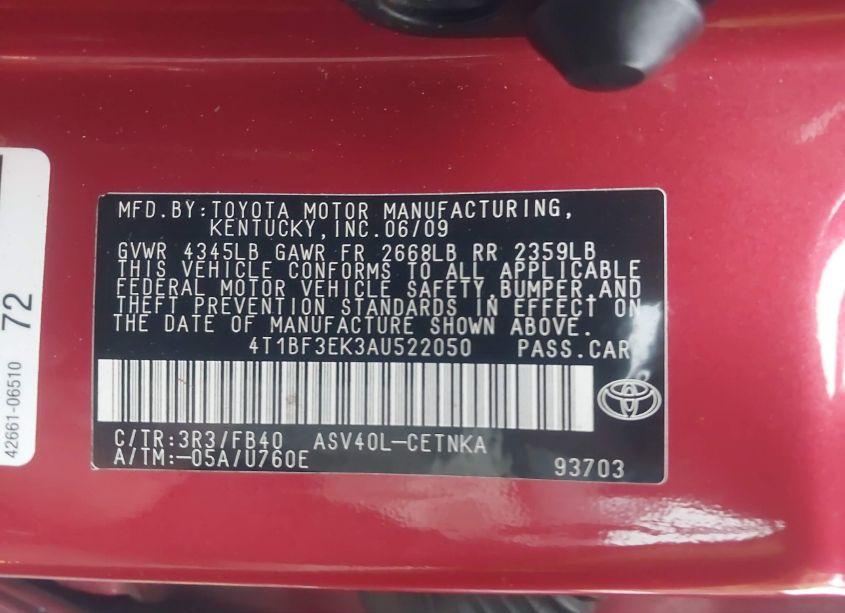 MFD.BY:TOYOTA MOTOR MANUFACTURING,
KENTUCKY,INC.06/09
GVWR 4345LB GAWR FR 2668LB RR 2359LB
THIS VEHICLE CONFORMS TO ALL APPLICABLE
FEDERAL MOTOR VEHICLE SAFETY,BUMPER,AND
THEFT PREVENTION STANDARDS IN EFFECT ON
THE DATE OF MANUFACTURE SHOWN ABOVE.
4T1BF3EK3AU522050 PASS.CAR
C/TR:3R3/FB40 ASV40L-CETNKA
A/TM:-05A/U760E 93703
42661-06510 72